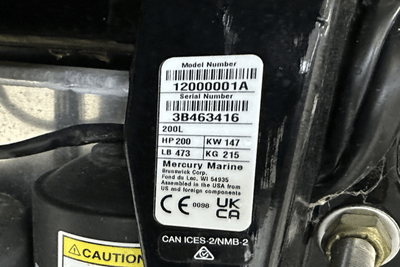 Model Number
12000001A
Serial Number
3B463416
200L
HP 200 KW 147
LB 473 KG 215
Mercury Marine
Brunswick Corp.
Fond du Lac, WI 54935
Assembled in the USA from US
and foreign components
CE 0098 UK CA
CAN ICES-2/NMB-2
CAUTION